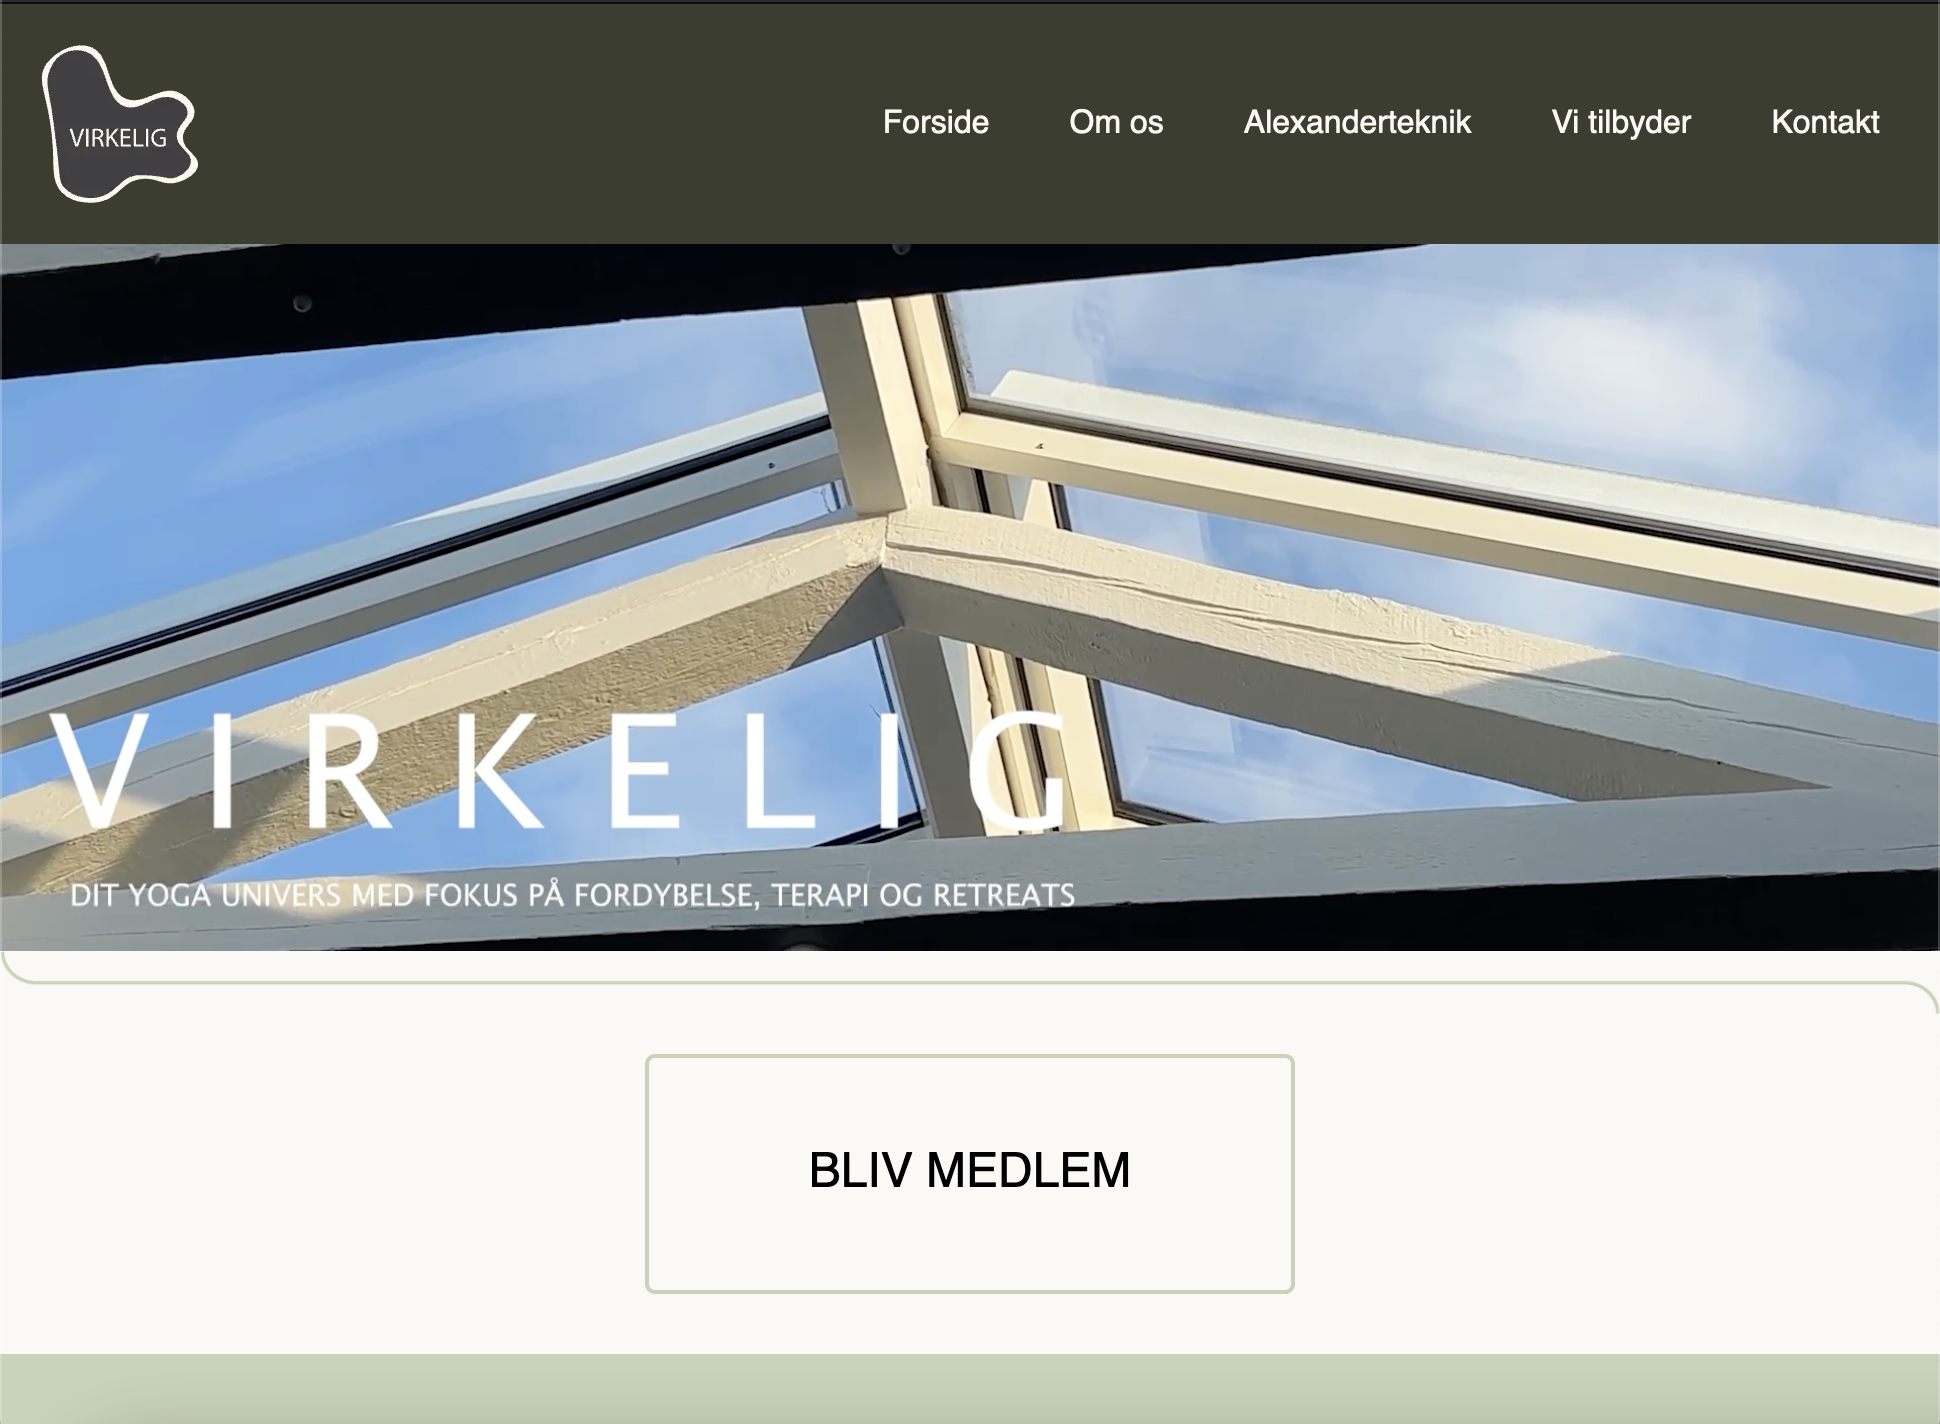 VIRKELIG
Forside Om os Alexanderteknik Vi tilbyder Kontakt
VIRKELIG
DIT YOGA UNIVERS MED FOKUS PÅ FORDYBELSE, TERAPI OG RETREATS
BLIV MEDLEM